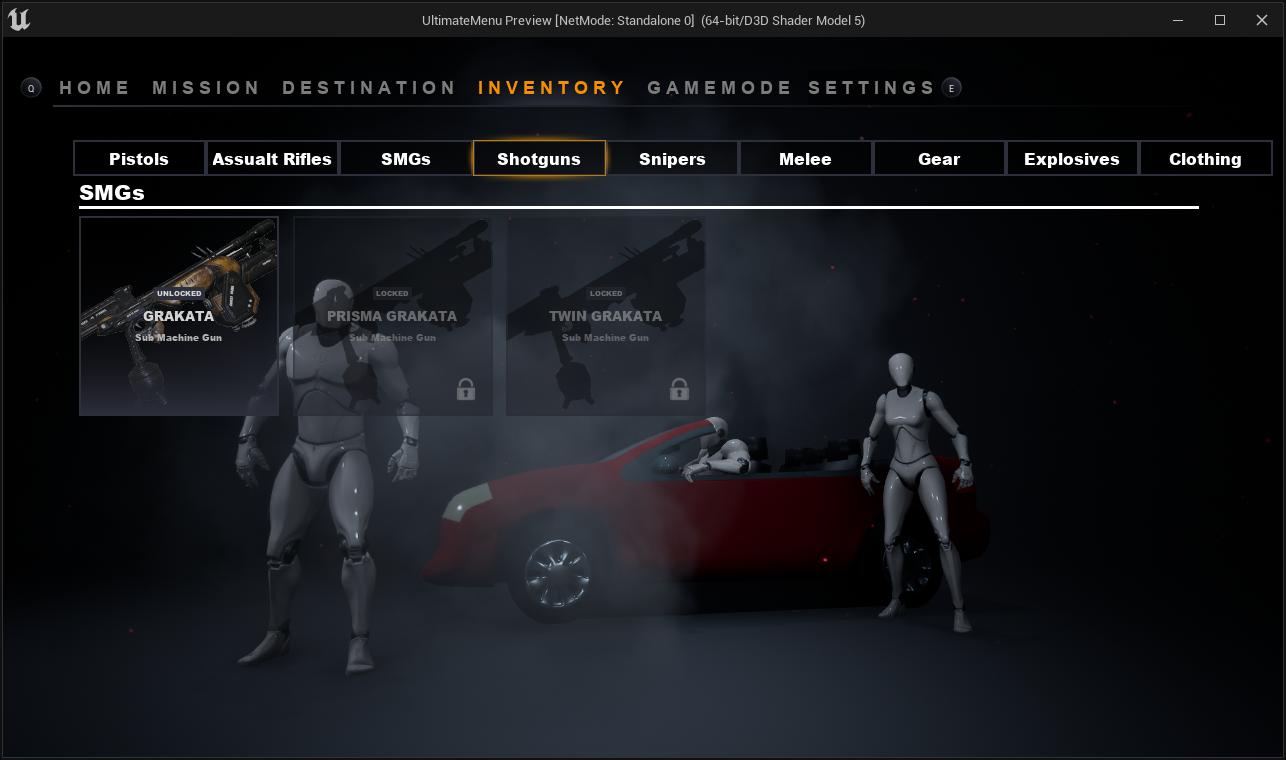 UltimateMenu Preview [NetMode: Standalone 0] (64-bit/D3D Shader Model 5)
Q HOME MISSION DESTINATION INVENTORY GAMEMODE SETTINGS E
Pistols Assualt Rifles SMGs Shotguns Snipers Melee Gear Explosives Clothing
SMGs
UNLOCKED LOCKED LOCKED
GRAKATA PRISMA GRAKATA TWIN GRAKATA
Sub Machine Gun Sub Machine Gun Sub Machine Gun